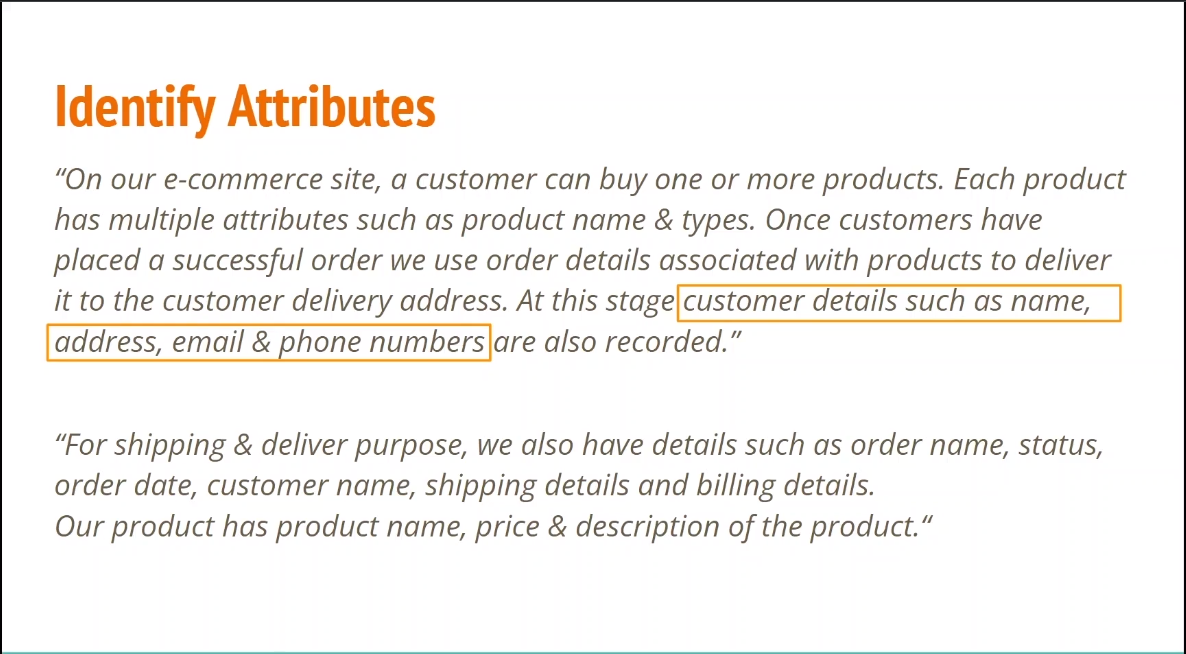 Identify Attributes
“On our e-commerce site, a customer can buy one or more products. Each product
has multiple attributes such as product name & types. Once customers have
placed a successful order we use order details associated with products to deliver
it to the customer delivery address. At this stage customer details such as name,
address, email & phone numbers are also recorded.”
“For shipping & deliver purpose, we also have details such as order name, status,
order date, customer name, shipping details and billing details.
Our product has product name, price & description of the product.“